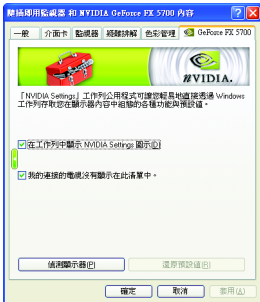 隨插即用監視器 和 NVIDIA GeForce FX 5700 內容
一般 介面卡 監視器 疑難排解 色彩管理 GeForce FX 5700
NVIDIA.
「NVIDIA Settings」工作列公用程式可讓您輕易地直接透過 Windows
工作列存取您在顯示器內容中組態的各種功能與預設值。
在工作列中顯示 NVIDIA Settings 圖示(D)
我的連接的電視沒有顯示在此清單中。
偵測顯示器(P)
還原預設值(R)
確定 取消 套用(A)